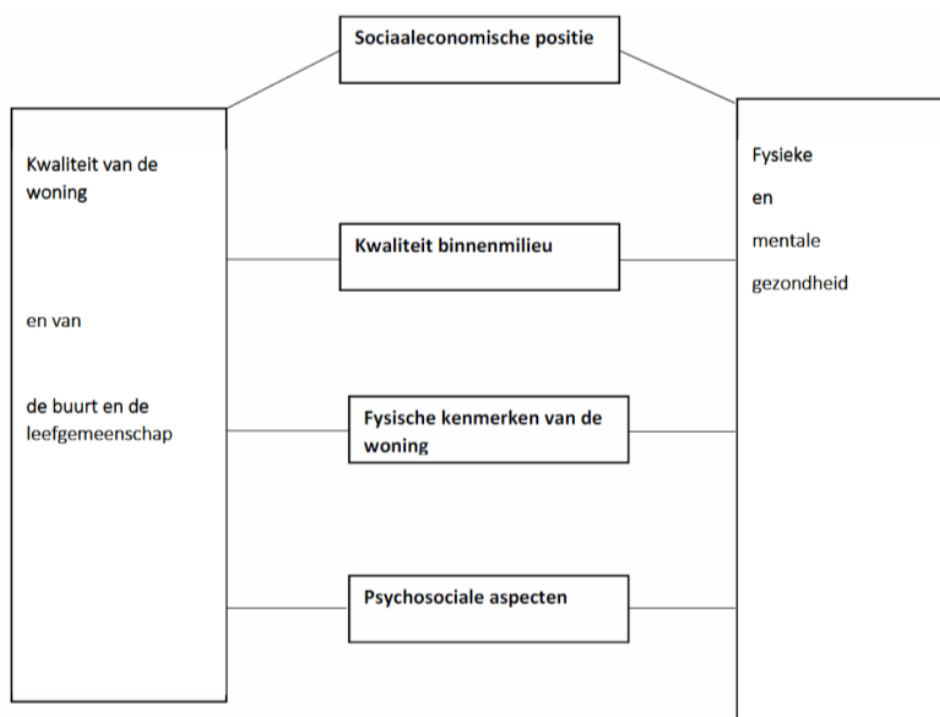 Sociaaleconomische positie
Kwaliteit van de
woning
en van
de buurt en de
leefgemeenschap
Kwaliteit binnenmilieu
Fysische kenmerken van de
woning
Psychosociale aspecten
Fysieke
en
mentale
gezondheid